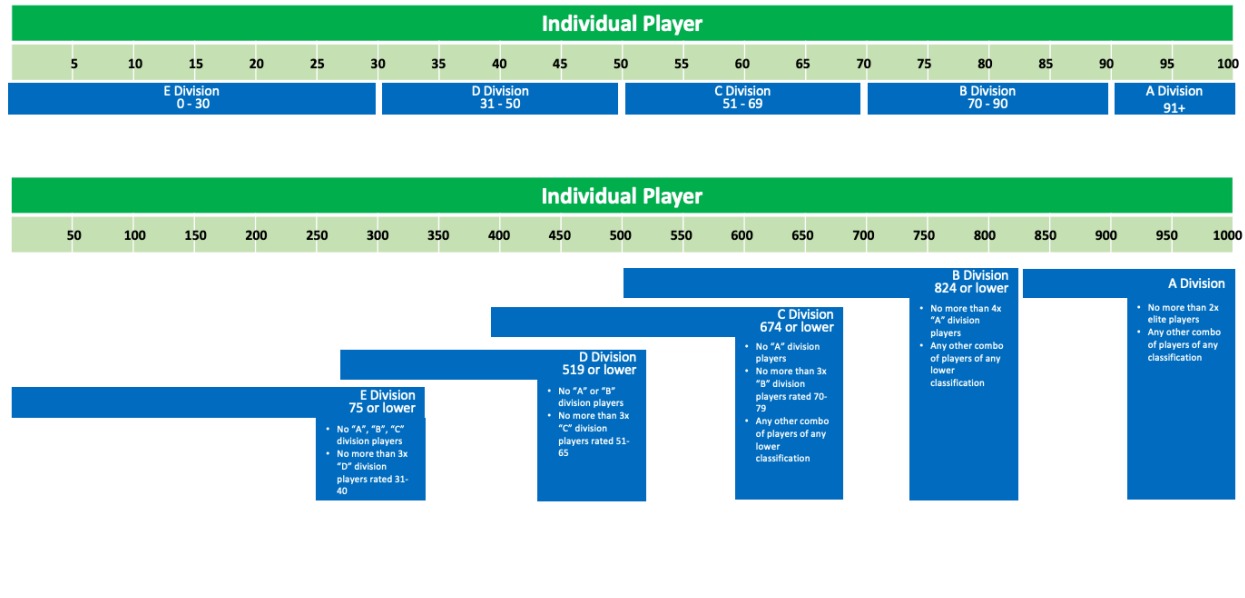 Individual Player
5 10 15 20 25 30 35 40 45 50 55 60 65 70 75 80 85 90 95 100
E Division
0 - 30
D Division
31 - 50
C Division
51 - 69
B Division
70 - 90
A Division
91+
Individual Player
50 100 150 200 250 300 350 400 450 500 550 600 650 700 750 800 850 900 950 1000
E Division
75 or lower
• No “A”, “B”, “C”
division players
• No more than 3x
“D” division
players rated 31-
40
D Division
519 or lower
• No “A” or “B”
division players
• No more than 3x
“C” division
players rated 51-
65
C Division
674 or lower
• No “A” division
players
• No more than 3x
“B” division
players rated 70-
79
• Any other combo
of players of any
lower
classification
B Division
824 or lower
• No more than 4x
“A” division
players
• Any other combo
of players of any
lower
classification
A Division
• No more than 2x
elite players
• Any other combo
of players of any
classification